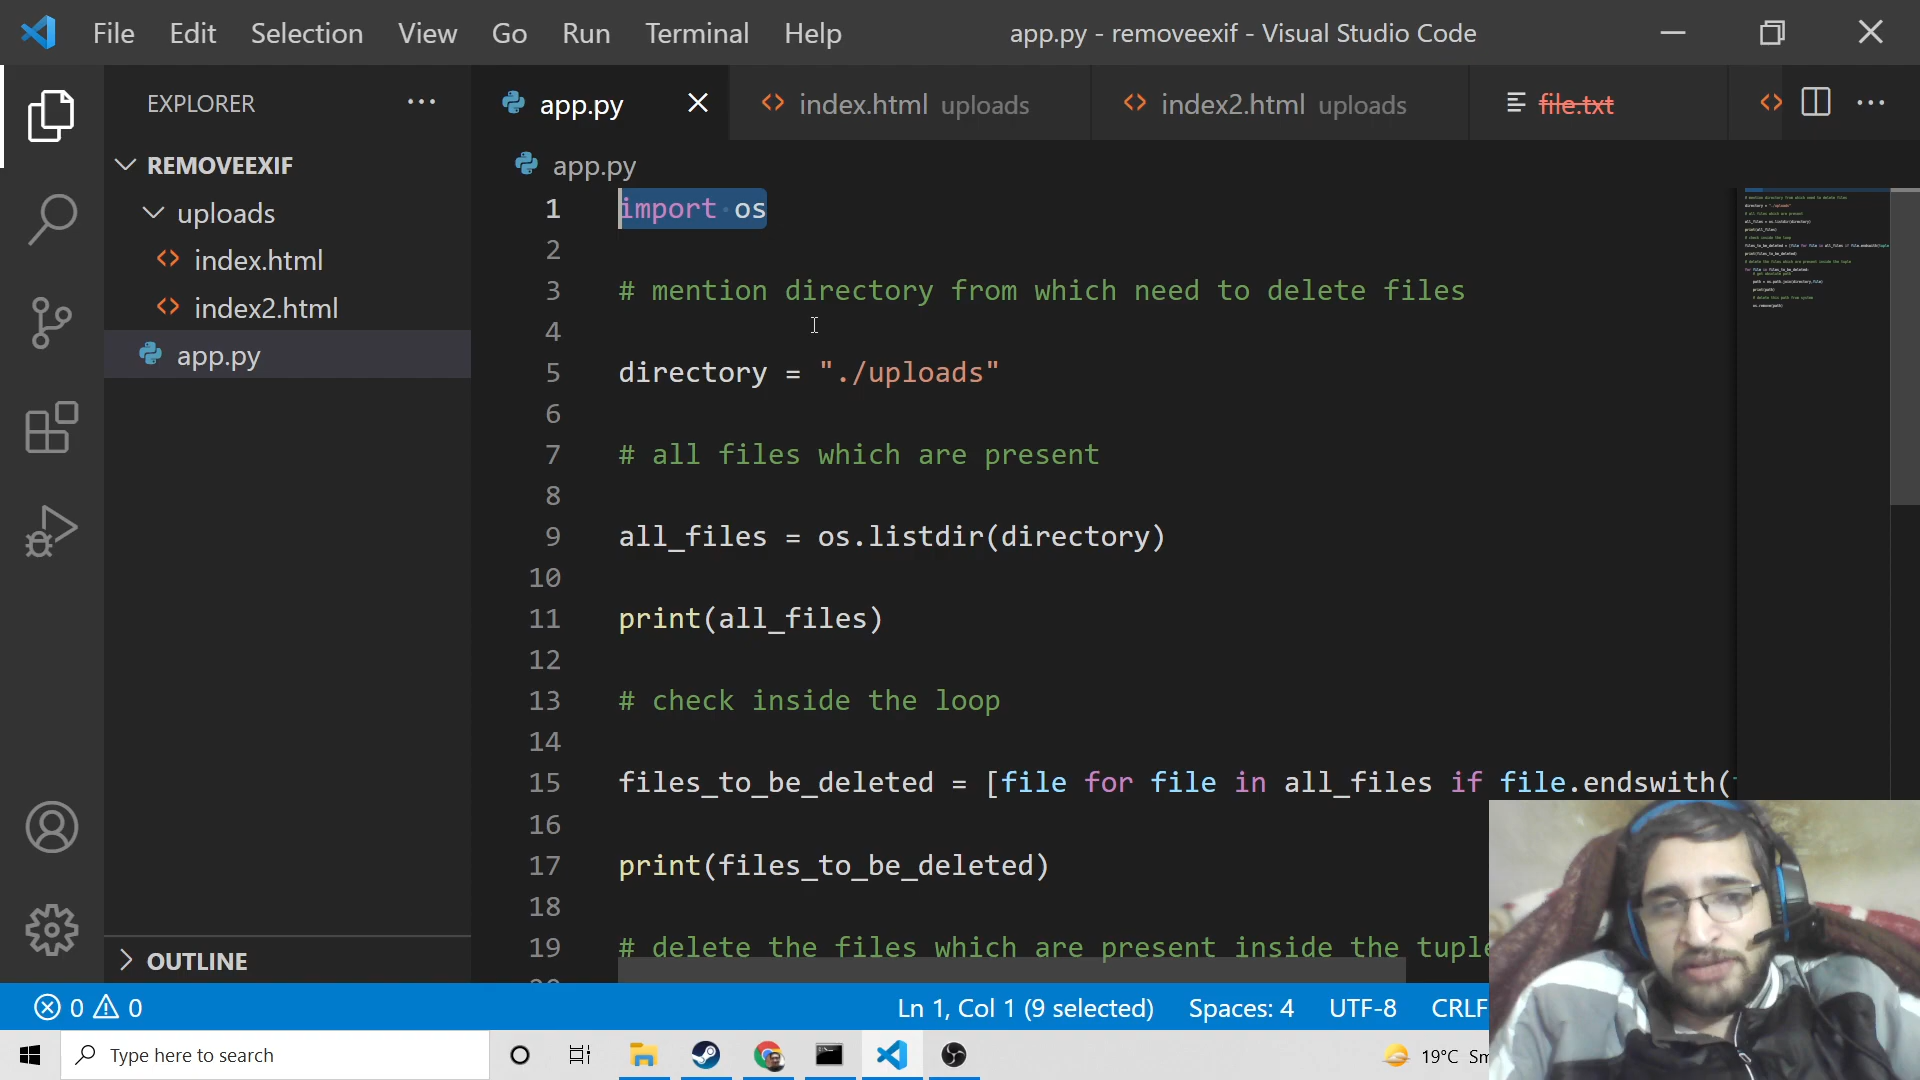 File Edit Selection View Go Run Terminal Help app.py - removeexif - Visual Studio Code
EXPLORER
app.py index.html uploads index2.html uploads file.txt
REMOVEEXIF
uploads
index.html
index2.html
app.py
OUTLINE
app.py
1 import os
2
3 # mention directory from which need to delete files
4
5 directory = "./uploads"
6
7 # all files which are present
8
9 all_files = os.listdir(directory)
10
11 print(all_files)
12
13 # check inside the loop
14
15 files_to_be_deleted = [file for file in all_files if file.endswith(
16
17 print(files_to_be_deleted)
18
19 # delete the files which are present inside the tuple
0 0 Ln 1, Col 1 (9 selected) Spaces: 4 UTF-8 CRLF
Type here to search 19°C